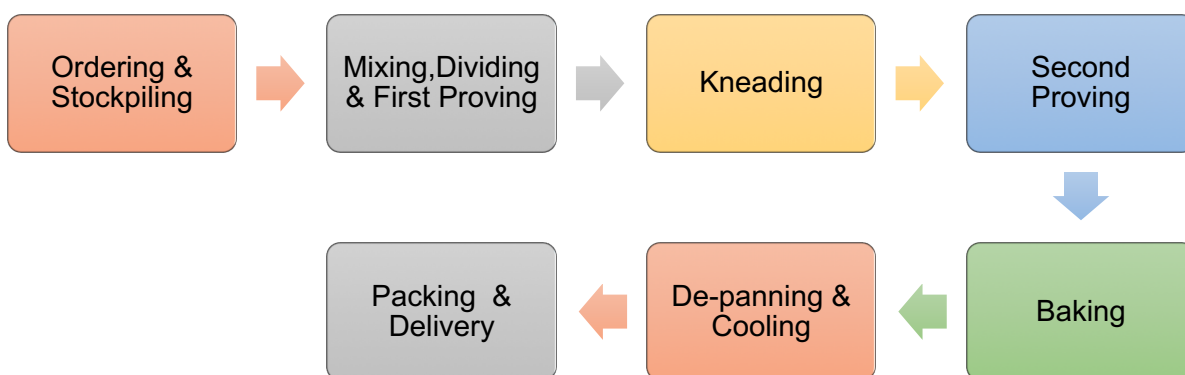 Ordering &
Stockpiling
Mixing,Dividing
& First Proving
Kneading
Second
Proving
Baking
De-panning &
Cooling
Packing &
Delivery